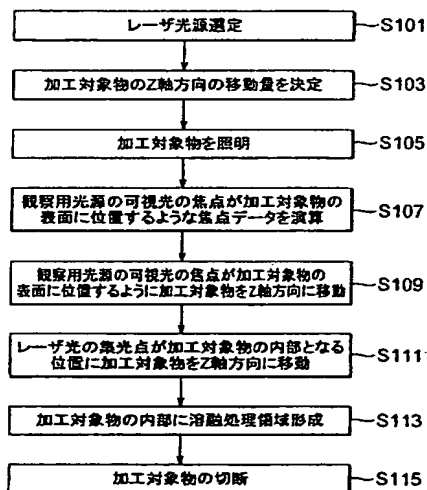 レーザ光源選定
S101
加工対象物のZ軸方向の移動量を決定
S103
加工対象物を照明
S105
観察用光源の可視光の焦点が加工対象物の
表面に位置するような焦点データを演算
S107
観察用光源の可視光の焦点が加工対象物の
表面に位置するように加工対象物をZ軸方向に移動
S109
レーザ光の集光点が加工対象物の内部となる
位置に加工対象物をZ軸方向に移動
S111
加工対象物の内部に溶融処理領域形成
S113
加工対象物の切断
S115